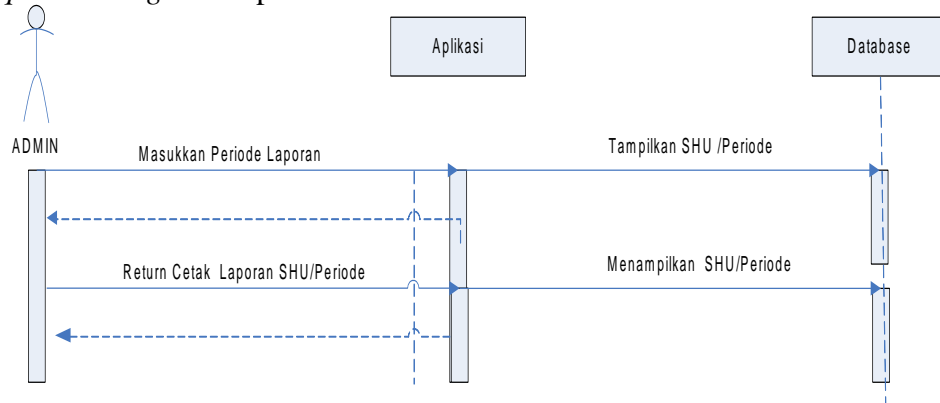 Aplikasi
Database
ADMIN
Masukkan Periode Laporan
Tampilkan SHU /Periode
Return Cetak Laporan SHU/Periode
Menampilkan SHU/Periode